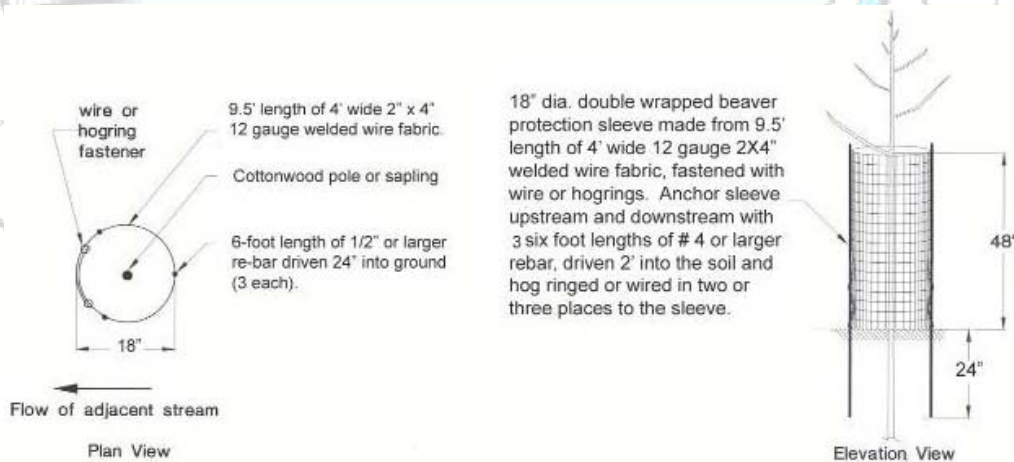 wire or
hogring
fastener
9.5' length of 4' wide 2" x 4"
12 gauge welded wire fabric.
Cottonwood pole or sapling
6-foot length of 1/2" or larger
re-bar driven 24" into ground
(3 each).
18"
Flow of adjacent stream
Plan View
18" dia. double wrapped beaver
protection sleeve made from 9.5'
length of 4' wide 12 gauge 2X4"
welded wire fabric, fastened with
wire or hogrings. Anchor sleeve
upstream and downstream with
3 six foot lengths of # 4 or larger
rebar, driven 2' into the soil and
hog ringed or wired in two or
three places to the sleeve.
48"
24"
Elevation View